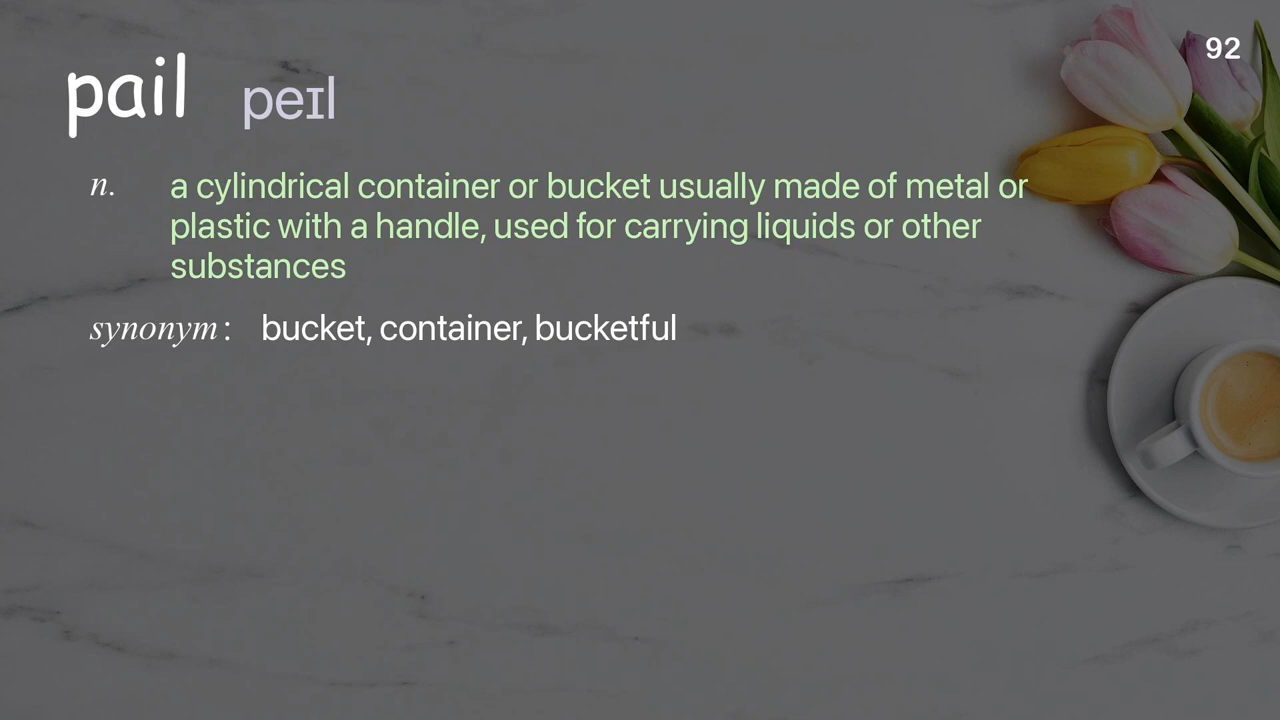 92
pail peɪl
n. a cylindrical container or bucket usually made of metal or
plastic with a handle, used for carrying liquids or other
substances
synonym: bucket, container, bucketful